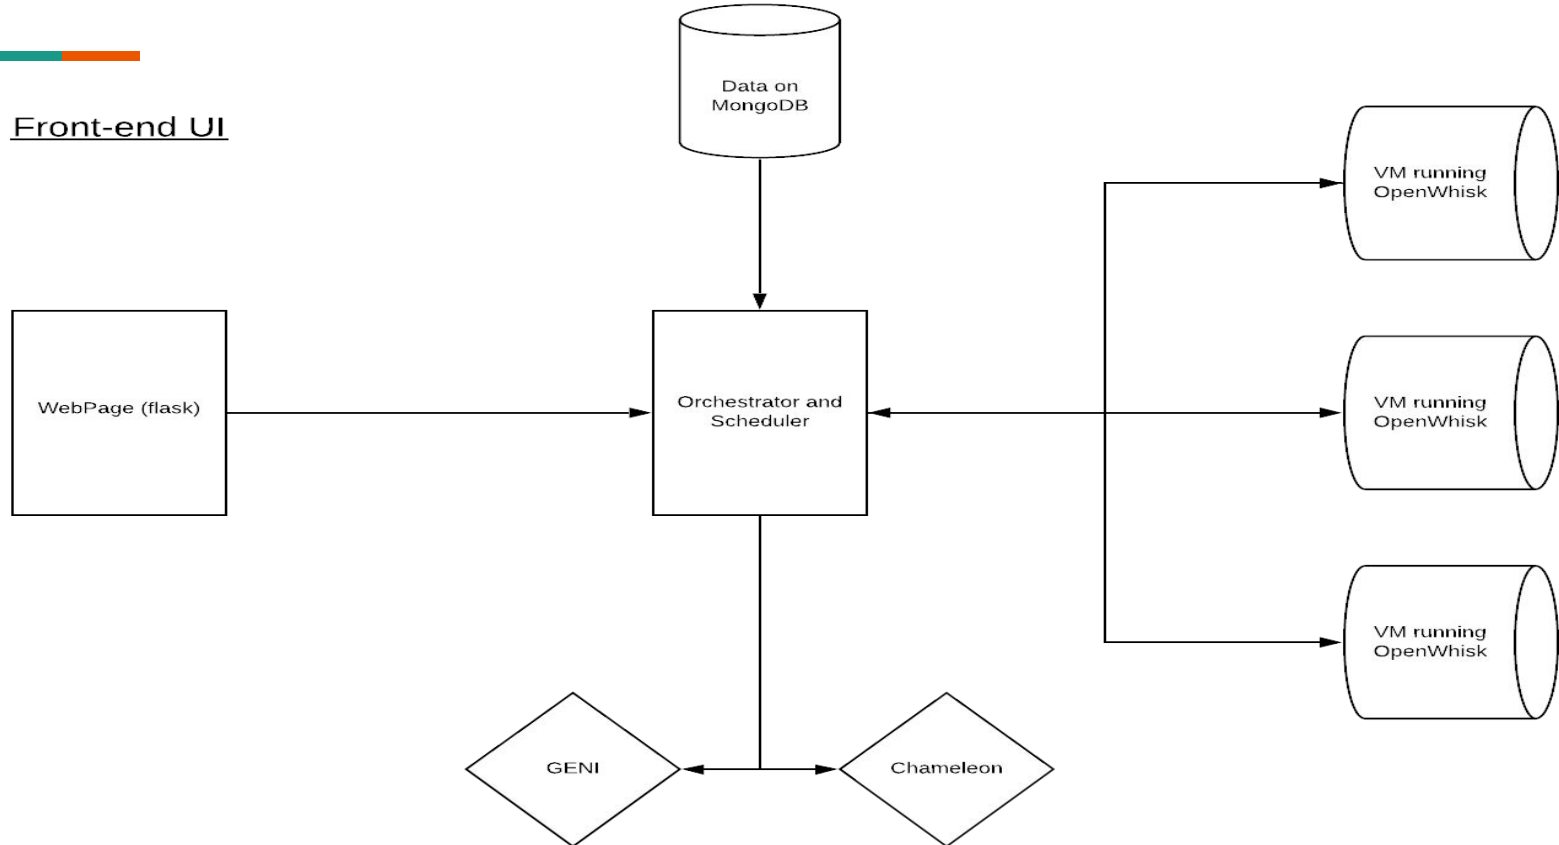 Front-end UI
Data on
MongoDB
VM running
OpenWhisk
WebPage (flask)
Orchestrator and
Scheduler
VM running
OpenWhisk
VM running
OpenWhisk
GENI
Chameleon